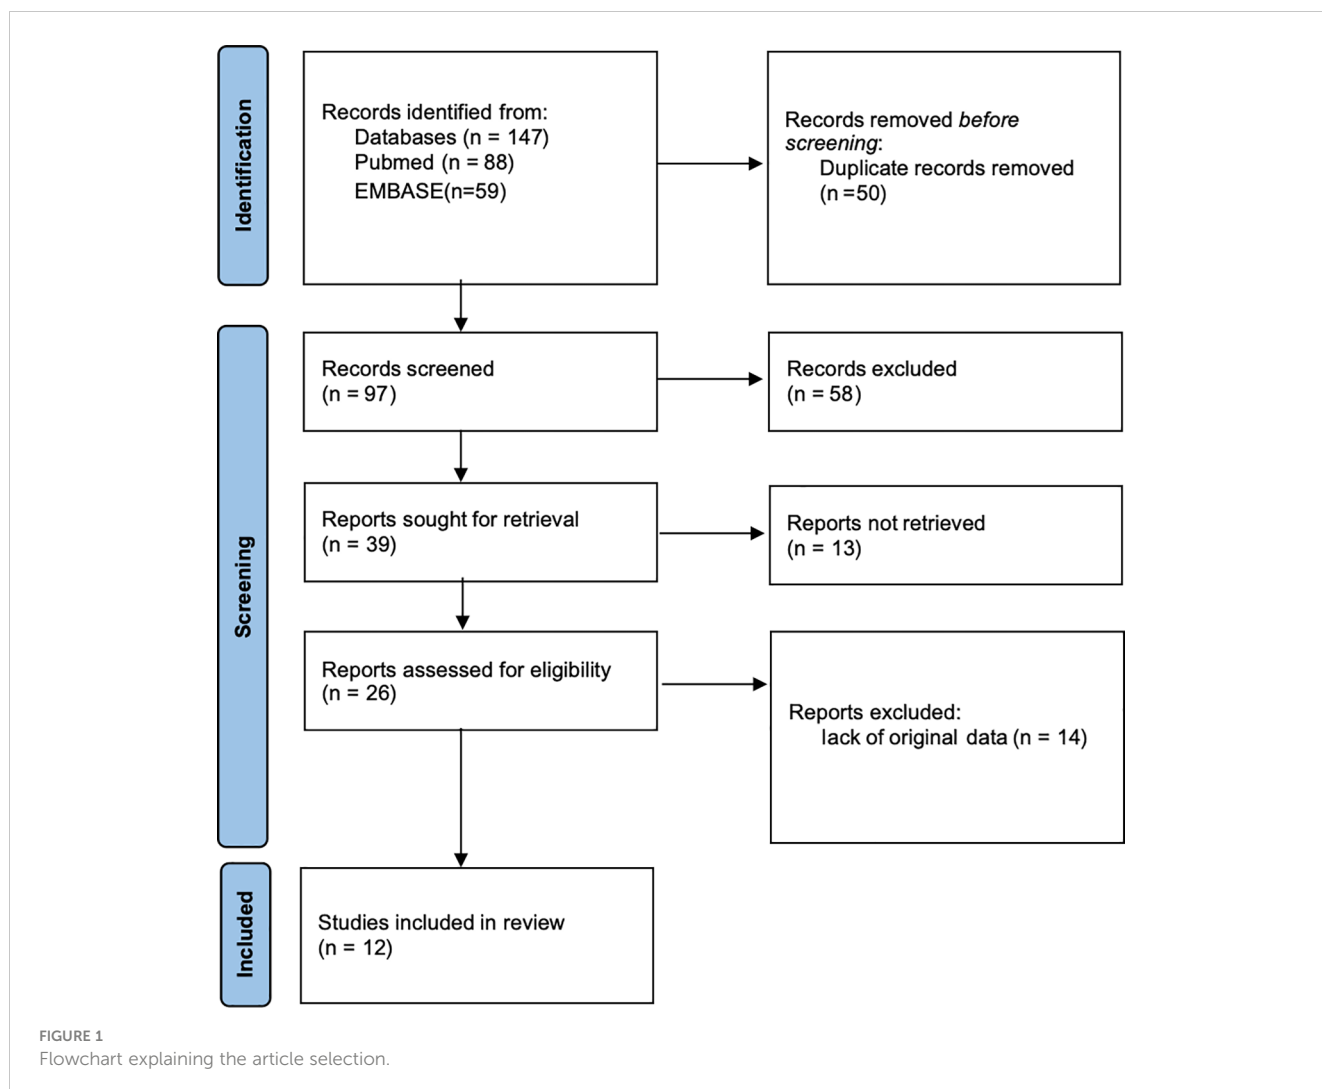 Identification
Records identified from:
Databases (n = 147)
Pubmed (n = 88)
EMBASE(n=59)
Records removed before
screening:
Duplicate records removed
(n =50)
Screening
Records screened
(n = 97)
Records excluded
(n = 58)
Reports sought for retrieval
(n = 39)
Reports not retrieved
(n = 13)
Reports assessed for eligibility
(n = 26)
Reports excluded:
lack of original data (n = 14)
Included
Studies included in review
(n = 12)
FIGURE 1
Flowchart explaining the article selection.